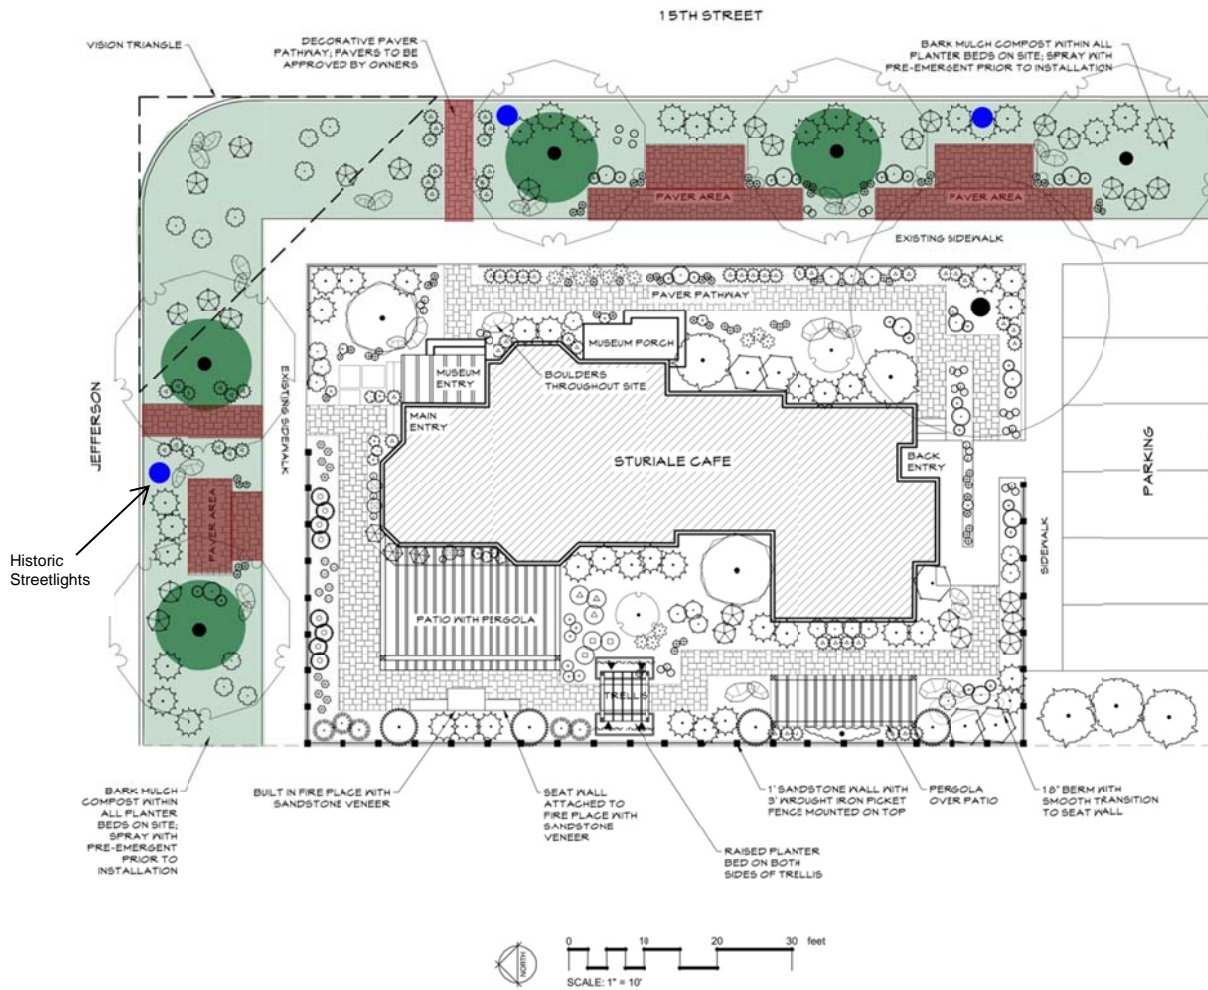 15TH STREET
VISION TRIANGLE
DECORATIVE PAVER
PATHWAY; PAVERS TO BE
APPROVED BY OWNERS
BARK MULCH COMPOST WITHIN ALL
PLANTER BEDS ON SITE; SPRAY WITH
PRE-EMERGENT PRIOR TO INSTALLATION
PAVER AREA
PAVER AREA
EXISTING SIDEWALK
PAVER PATHWAY
MUSEUM PORCH
MUSEUM
ENTRY
BOULDERS
THROUGHOUT SITE
MAIN
ENTRY
JEFFERSON
EXISTING SIDEWALK
STURIALE CAFE
BACK
ENTRY
PARKING
PAVER AREA
SIDEWALK
Historic
Streetlights
PATIO WITH PERGOLA
TRELLIS
BARK MULCH
COMPOST WITHIN
ALL PLANTER
BEDS ON SITE;
SPRAY WITH
PRE-EMERGENT
PRIOR TO
INSTALLATION
BUILT IN FIRE PLACE WITH
SANDSTONE VENEER
SEAT WALL
ATTACHED TO
FIRE PLACE WITH
SANDSTONE
VENEER
1' SANDSTONE WALL WITH
3' WROUGHT IRON PICKET
FENCE MOUNTED ON TOP
PERGOLA
OVER PATIO
18" BERM WITH
SMOOTH TRANSITION
TO SEAT WALL
RAISED PLANTER
BED ON BOTH
SIDES OF TRELLIS
NORTH
0 10 20 30 feet
SCALE: 1" = 10'